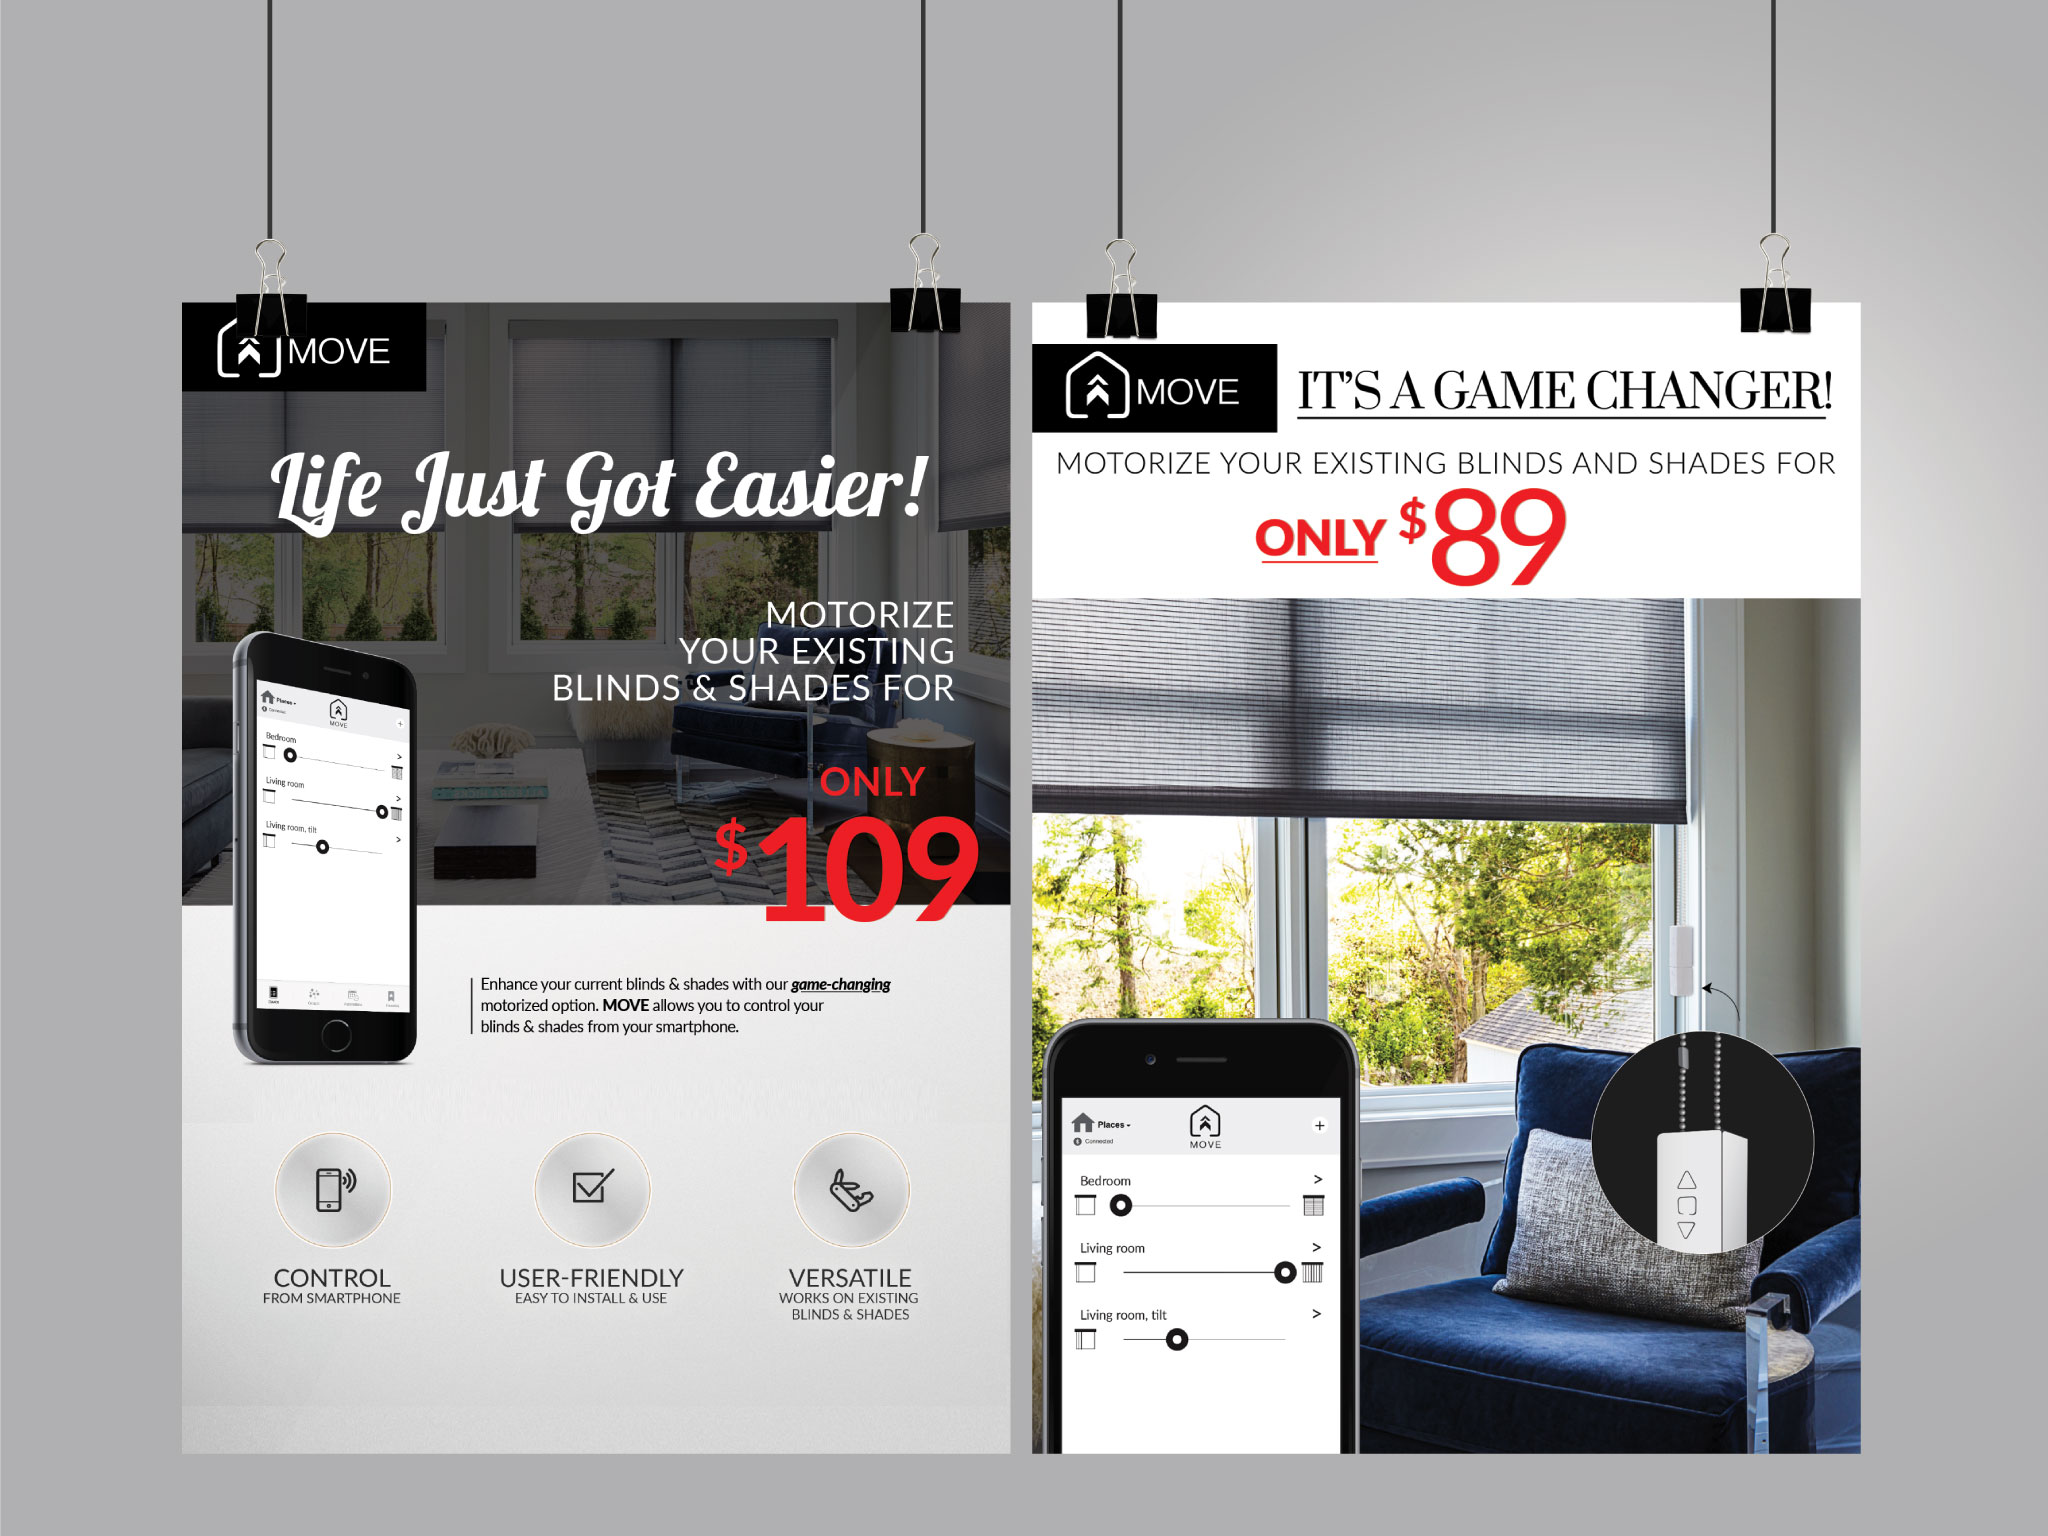 MOVE
Life Just Got Easier!
MOTORIZE
YOUR EXISTING
BLINDS & SHADES FOR
ONLY
$109
Places
Connected
MOVE
+
Bedroom
>
Living room
>
Living room, tilt
>
Enhance your current blinds & shades with our game-changing
motorized option. MOVE allows you to control your
blinds & shades from your smartphone.
CONTROL
FROM SMARTPHONE
USER-FRIENDLY
EASY TO INSTALL & USE
VERSATILE
WORKS ON EXISTING
BLINDS & SHADES
MOVE
IT'S A GAME CHANGER!
MOTORIZE YOUR EXISTING BLINDS AND SHADES FOR
ONLY $89
Places
Connected
MOVE
+
Bedroom
>
Living room
>
Living room, tilt
>